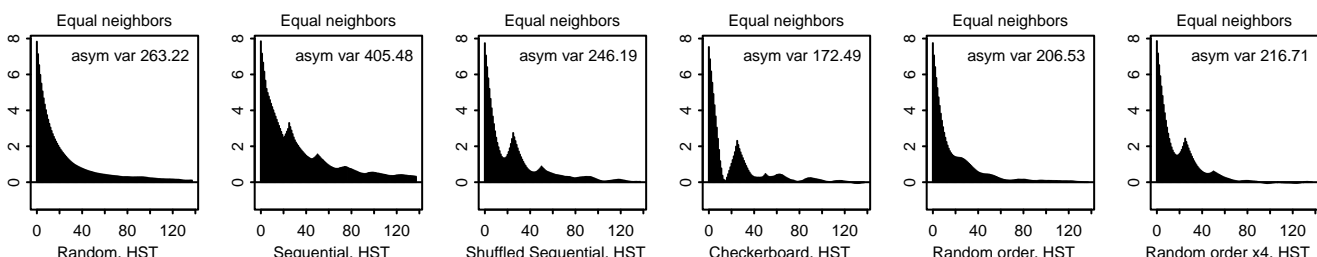 Equal neighbors
Equal neighbors
Equal neighbors
Equal neighbors
Equal neighbors
Equal neighbors
asym var 263.22
asym var 405.48
asym var 246.19
asym var 172.49
asym var 206.53
asym var 216.71
8
6
4
2
0
8
6
4
2
0
8
6
4
2
0
8
6
4
2
0
8
6
4
2
0
8
6
4
2
0
0 40 80 120
0 40 80 120
0 40 80 120
0 40 80 120
0 40 80 120
0 40 80 120
Random, HST
Sequential, HST
Shuffled Sequential, HST
Checkerboard, HST
Random order, HST
Random order x4, HST